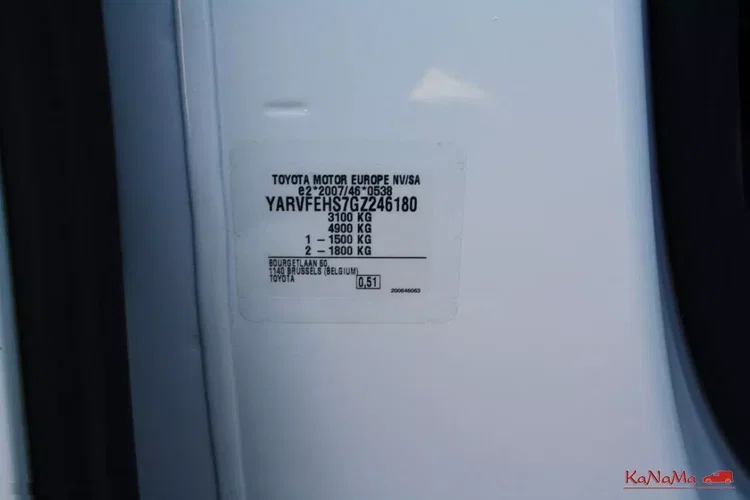 TOYOTA MOTOR EUROPE NV/SA
e2*2007/46*0538
YARVFEHS7GZ246180
3100 KG
4900 KG
1 - 1500 KG
2 - 1800 KG
BOURGETLAAN 60
1140 BRUSSELS (BELGIUM)
TOYOTA
0,51
200646063
KaNaMa